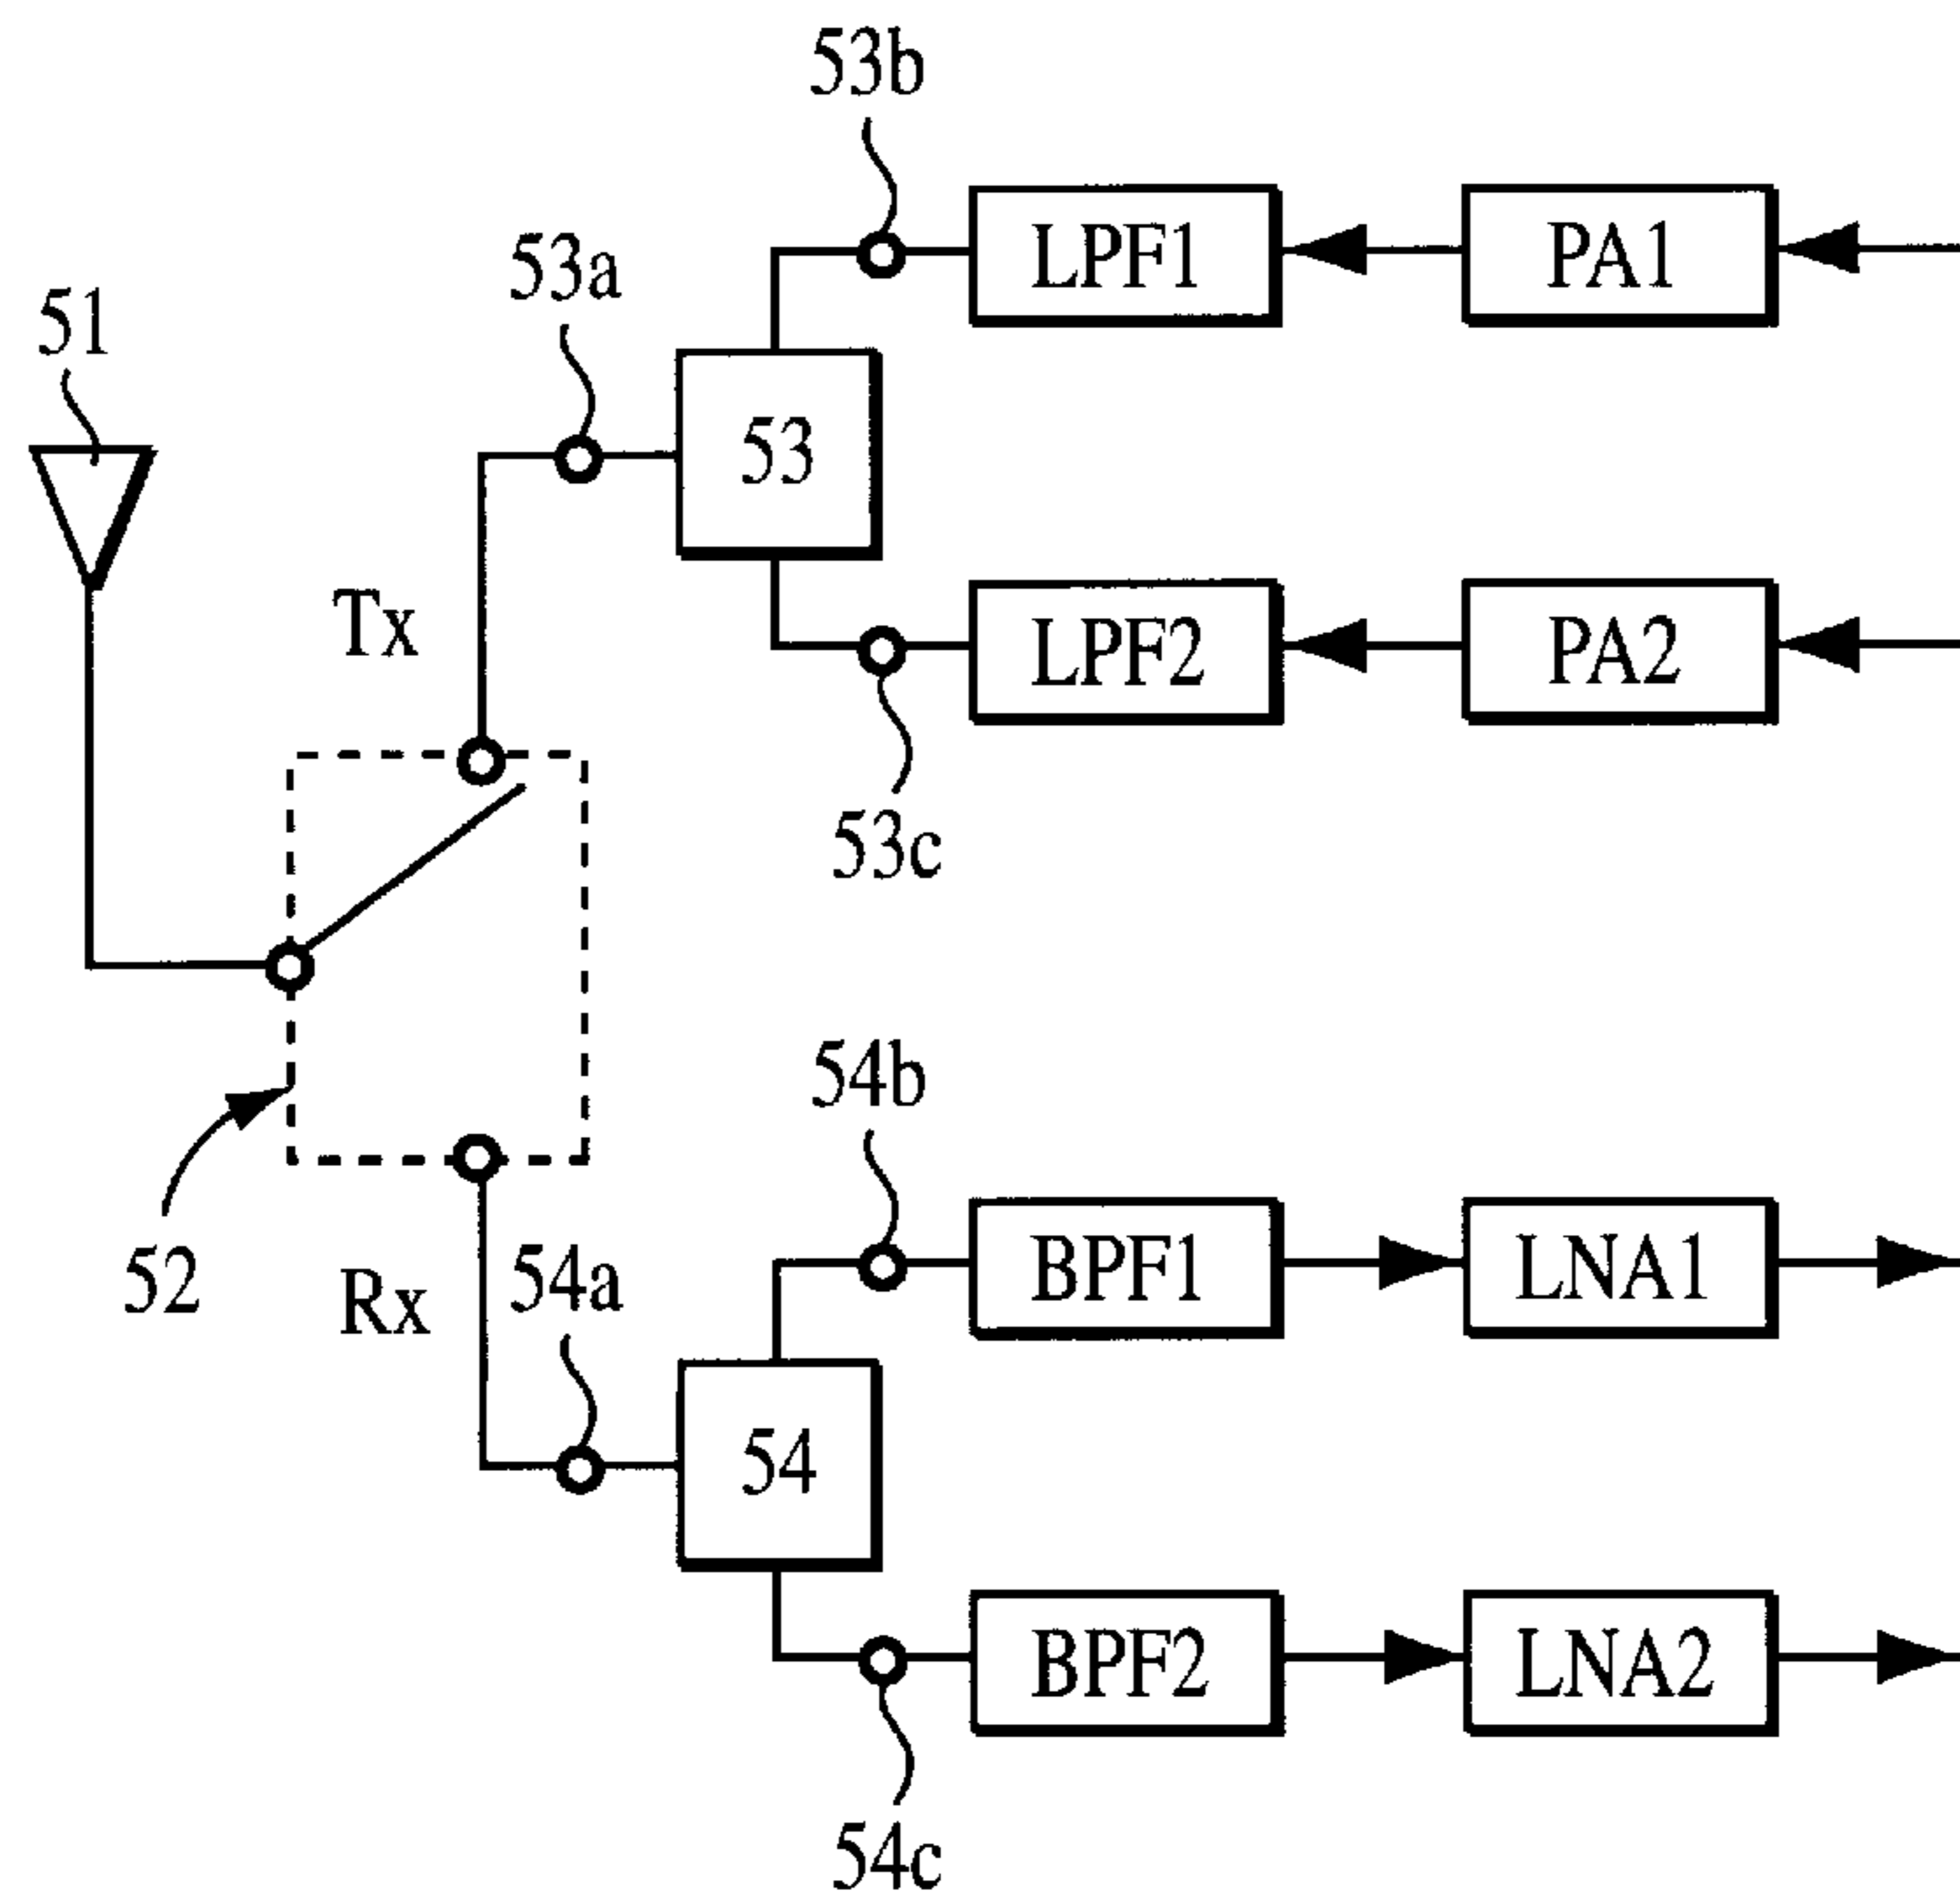 53b
53a
LPF1
PA1
51
53
Tx
LPF2
PA2
53c
54b
52
Rx
54a
BPF1
LNA1
54
BPF2
LNA2
54c